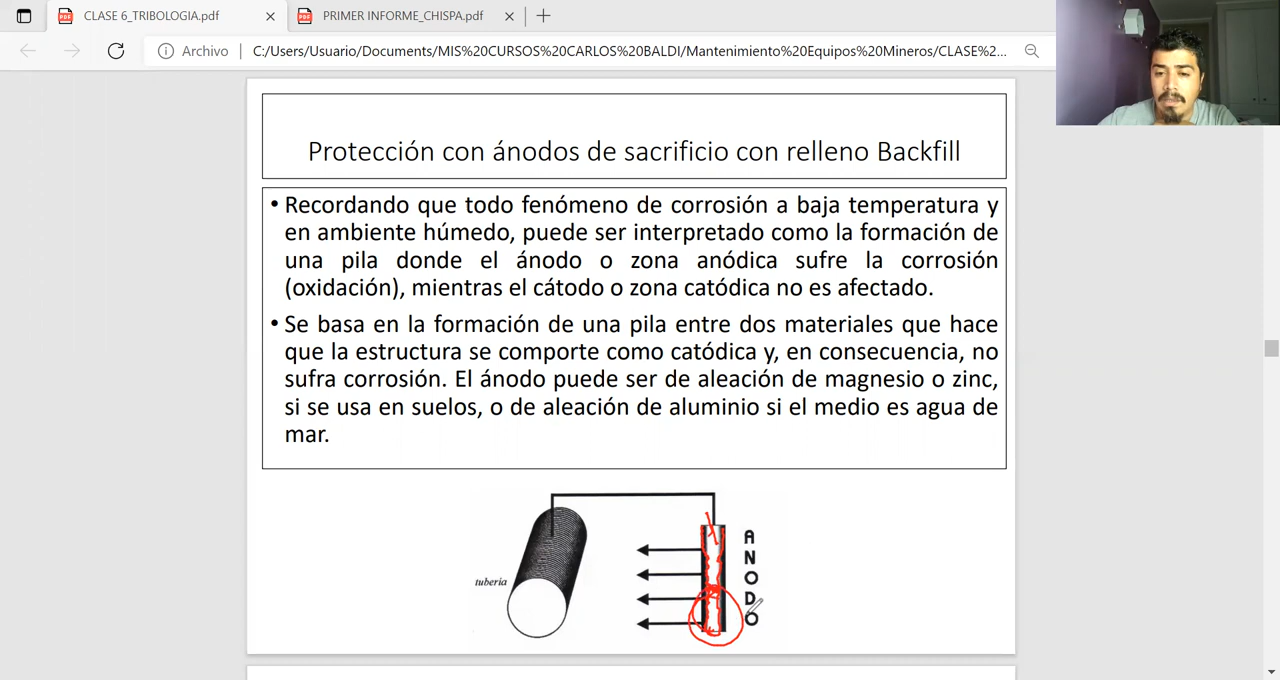 CLASE 6_TRIBOLOGIA.pdf
PRIMER INFORME_CHISPA.pdf
Archivo
C:/Users/Usuario/Documents/MIS%20CURSOS%20CARLOS%20BALDI/Mantenimiento%20Equipos%20Mineros/CLASE%2...
Protección con ánodos de sacrificio con relleno Backfill
• Recordando que todo fenómeno de corrosión a baja temperatura y
en ambiente húmedo, puede ser interpretado como la formación de
una pila donde el ánodo o zona anódica sufre la corrosión
(oxidación), mientras el cátodo o zona catódica no es afectado.
• Se basa en la formación de una pila entre dos materiales que hace
que la estructura se comporte como catódica y, en consecuencia, no
sufra corrosión. El ánodo puede ser de aleación de magnesio o zinc,
si se usa en suelos, o de aleación de aluminio si el medio es agua de
mar.
tuberia
ANODO